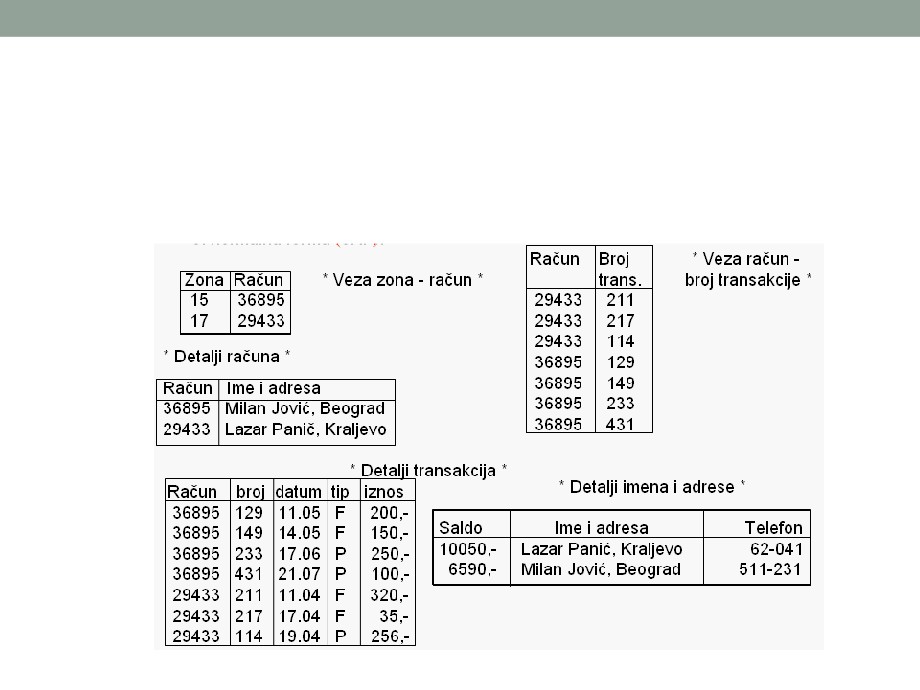 Zona Račun
15 36895
17 29433
* Veza zona - račun *
Račun Broj
trans.
29433 211
29433 217
29433 114
36895 129
36895 149
36895 233
36895 431
* Veza račun -
broj transakcije *
* Detalji računa *
Račun Ime i adresa
36895 Milan Jović, Beograd
29433 Lazar Panič, Kraljevo
* Detalji transakcija *
Račun broj datum tip iznos
36895 129 11.05 F 200,-
36895 149 14.05 F 150,-
36895 233 17.06 P 250,-
36895 431 21.07 P 100,-
29433 211 11.04 F 320,-
29433 217 17.04 F 35,-
29433 114 19.04 P 256,-
* Detalji imena i adrese *
Saldo Ime i adresa Telefon
10050,- Lazar Panić, Kraljevo 62-041
6590,- Milan Jović, Beograd 511-231